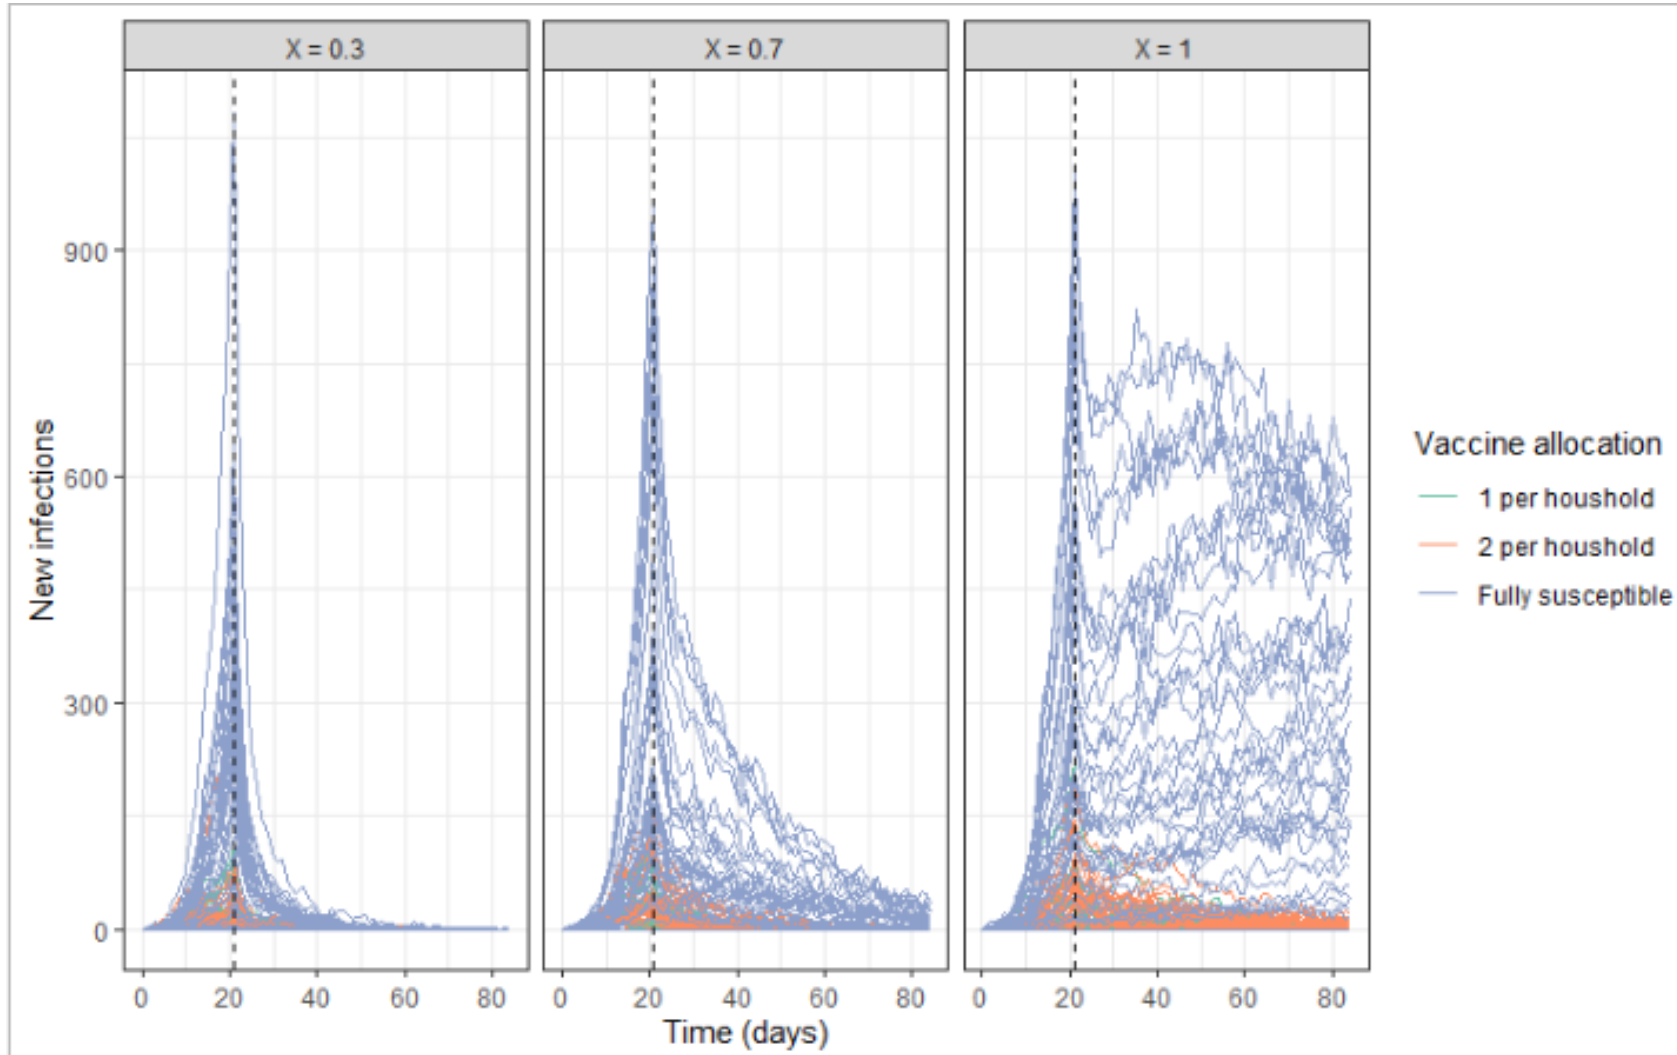 X = 0.3
X = 0.7
X = 1
900
600
300
0
New infections
0 20 40 60 80
0 20 40 60 80
0 20 40 60 80
Time (days)
Vaccine allocation
1 per houshold
2 per houshold
Fully susceptible